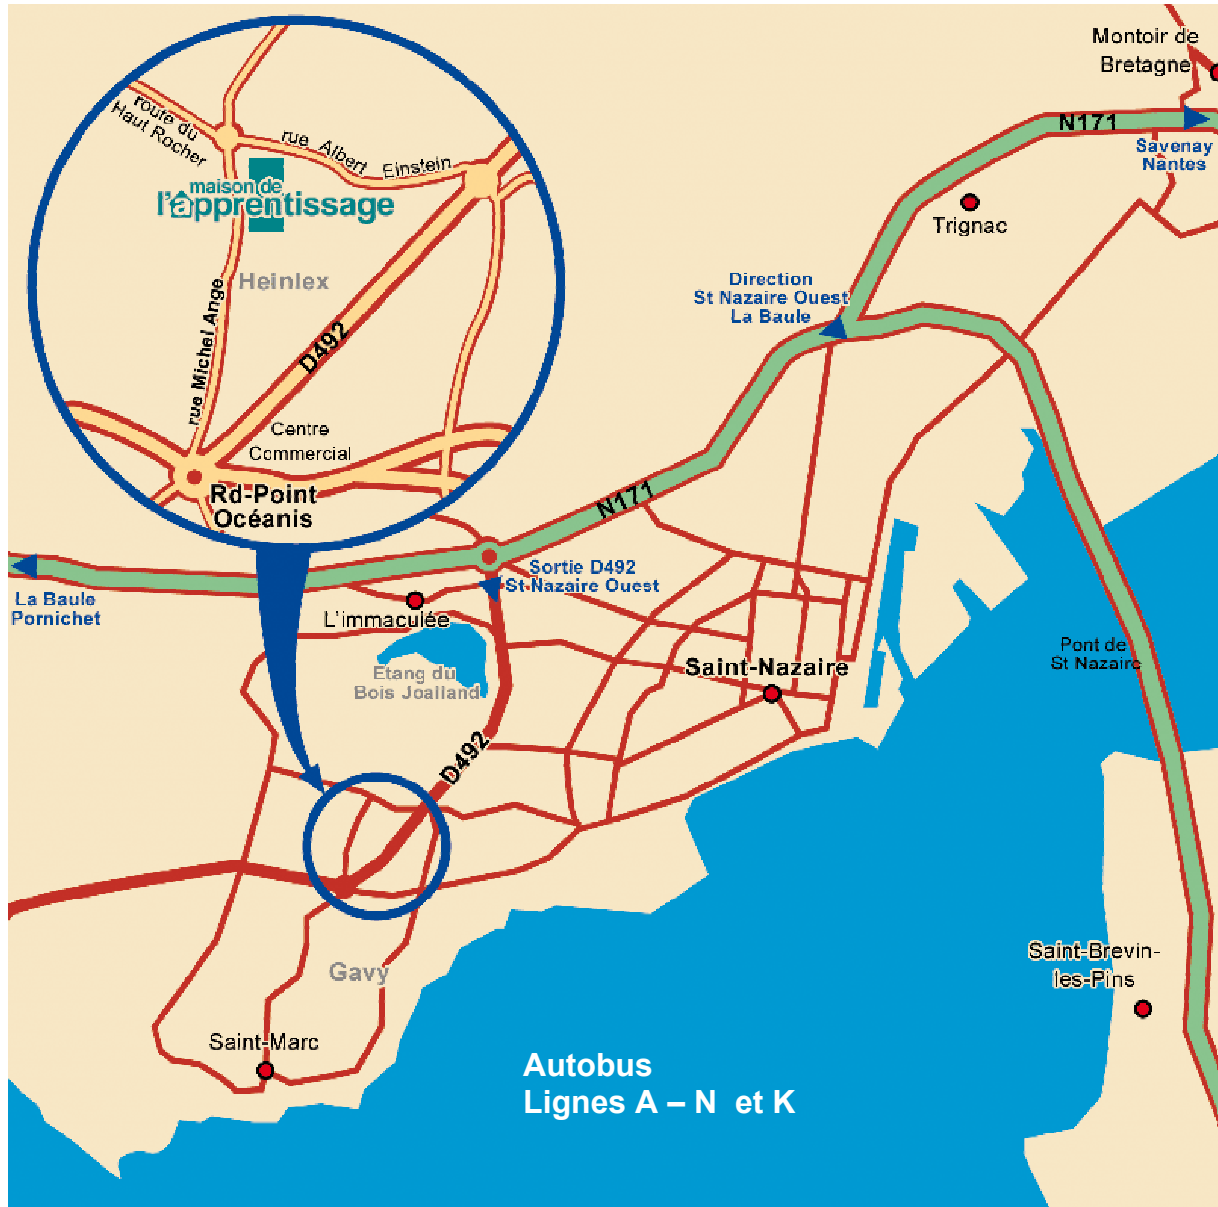 Montoir de
Bretagne
N171
Savenay
Nantes
Trignac
Direction
St Nazaire Ouest
La Baule
route du
Haut Rocher
rue Albert Einstein
maison de
l'apprentissage
Heinlex
rue Michel Ange
D492
Centre
Commercial
Rd-Point
Océanis
N171
La Baule
Pornichet
Sortie D492
St Nazaire Ouest
L'immaculée
Etang du
Bois Joalland
Saint-Nazaire
Pont de
St Nazaire
D492
Gavy
Saint-Marc
Saint-Brevin-
les-Pins
Autobus
Lignes A – N et K